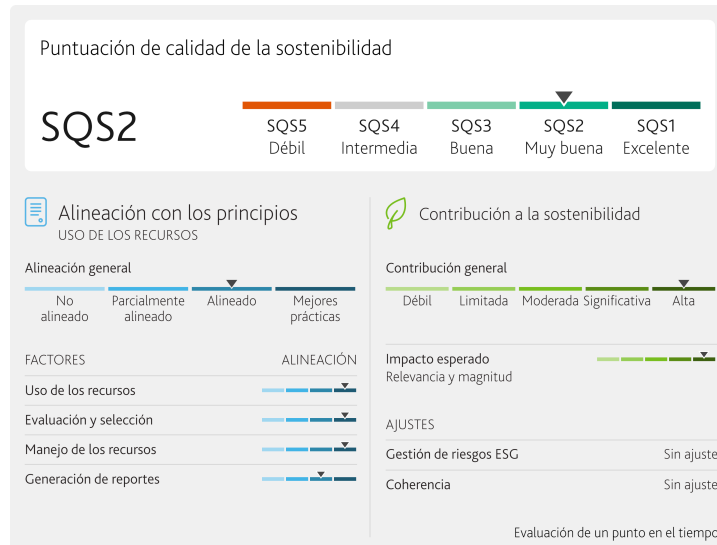 Puntuación de calidad de la sostenibilidad
SQS2
SQS5 SQS4 SQS3 SQS2 SQS1
Débil Intermedia Buena Muy buena Excelente
Alineación con los principios
USO DE LOS RECURSOS
Alineación general
No alineado
Parcialmente alineado
Alineado
Mejores prácticas
FACTORES ALINEACIÓN
Uso de los recursos
Evaluación y selección
Manejo de los recursos
Generación de reportes
Contribución a la sostenibilidad
Contribución general
Débil Limitada Moderada Significativa Alta
Impacto esperado
Relevancia y magnitud
AJUSTES
Gestión de riesgos ESG Sin ajuste
Coherencia Sin ajuste
Evaluación de un punto en el tiempo